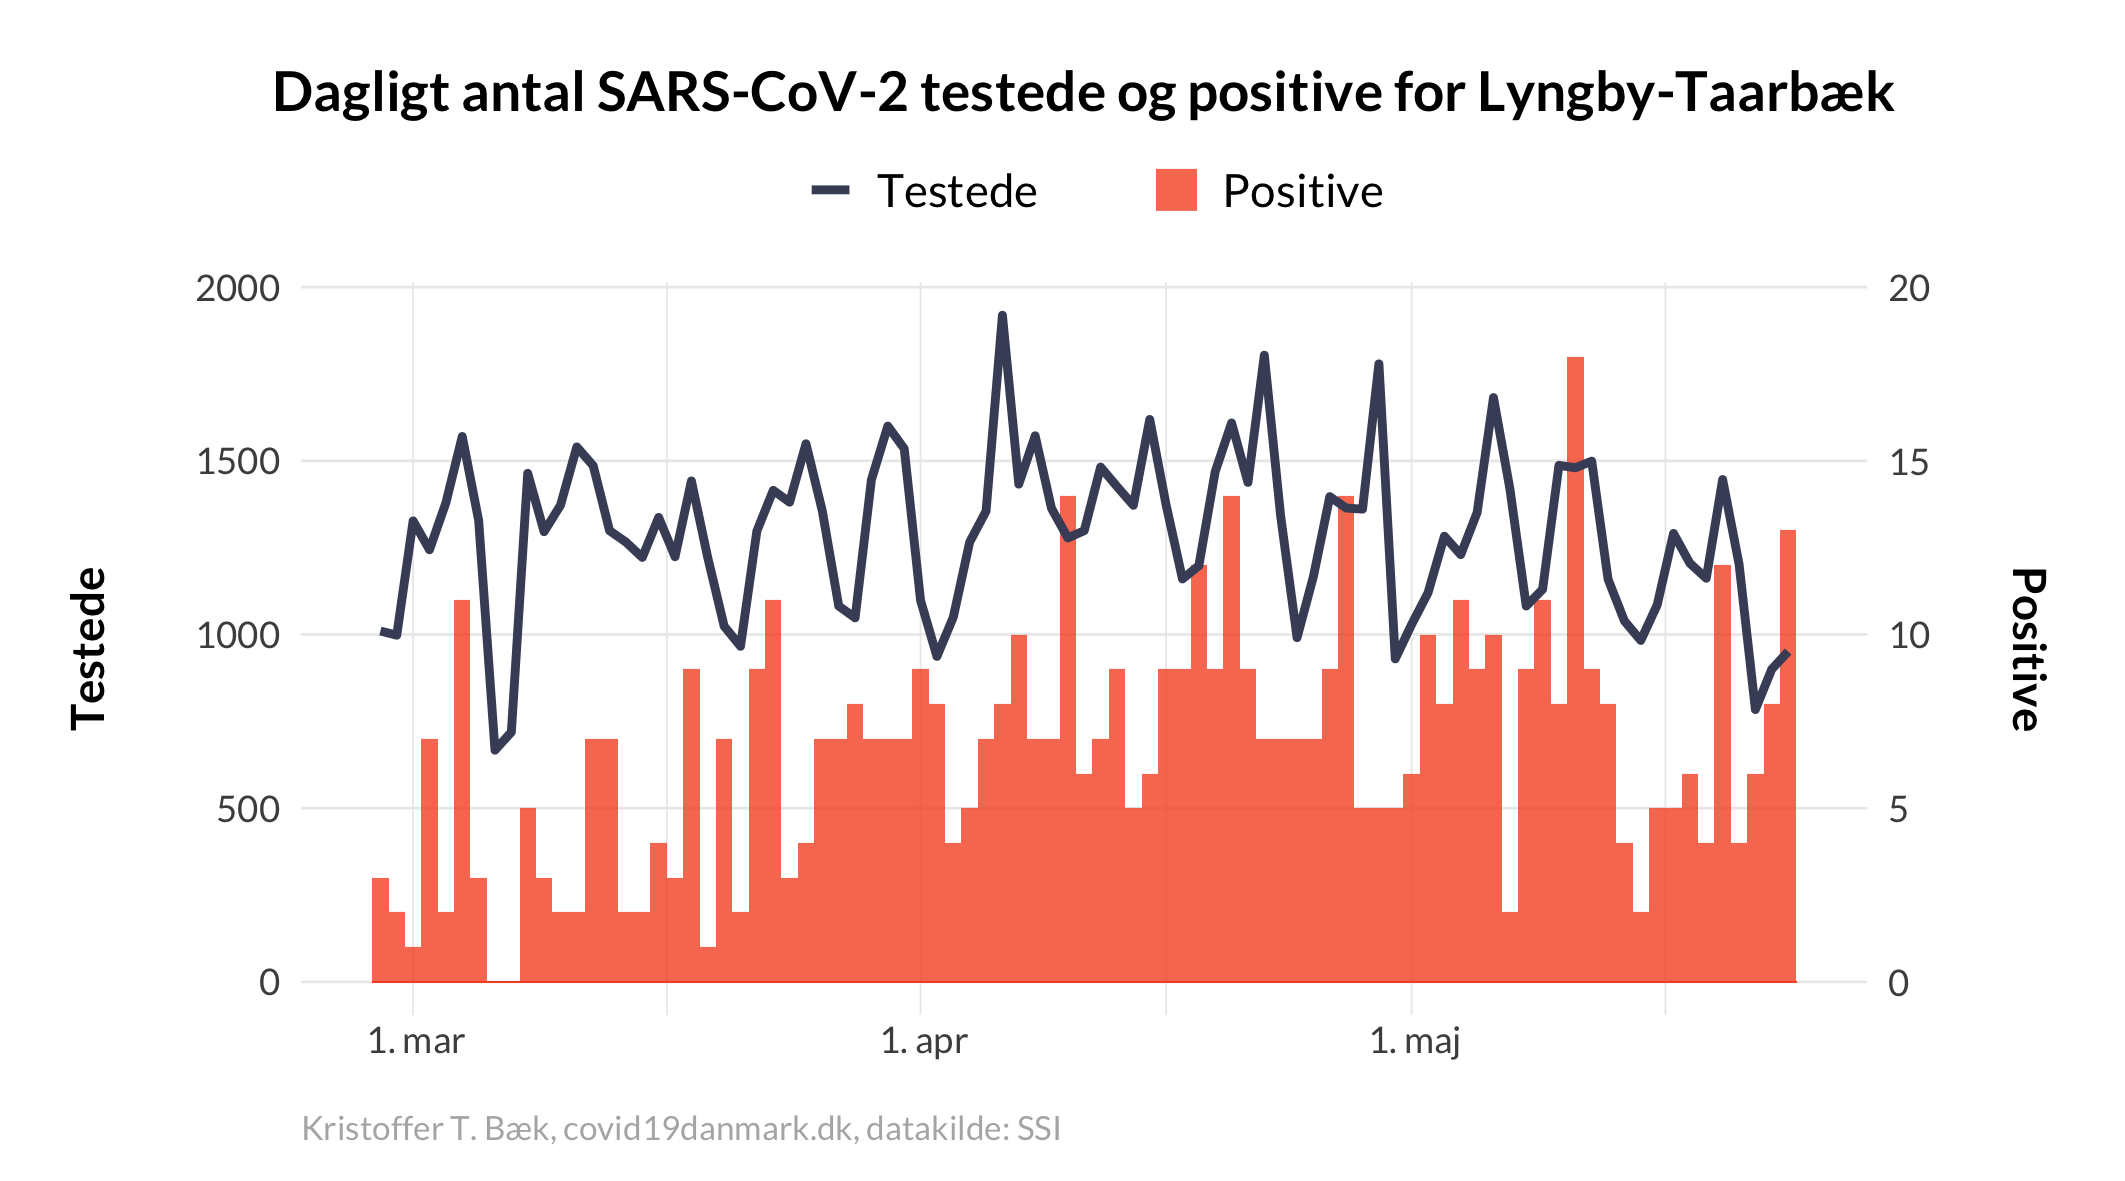 Dagligt antal SARS-CoV-2 testede og positive for Lyngby-Taarbæk
Testede
Positive
2000
1500
1000
500
0
Testede
20
15
10
5
0
Positive
1. mar
1. apr
1. maj
Kristoffer T. Bæk, covid19danmark.dk, datakilde: SSI